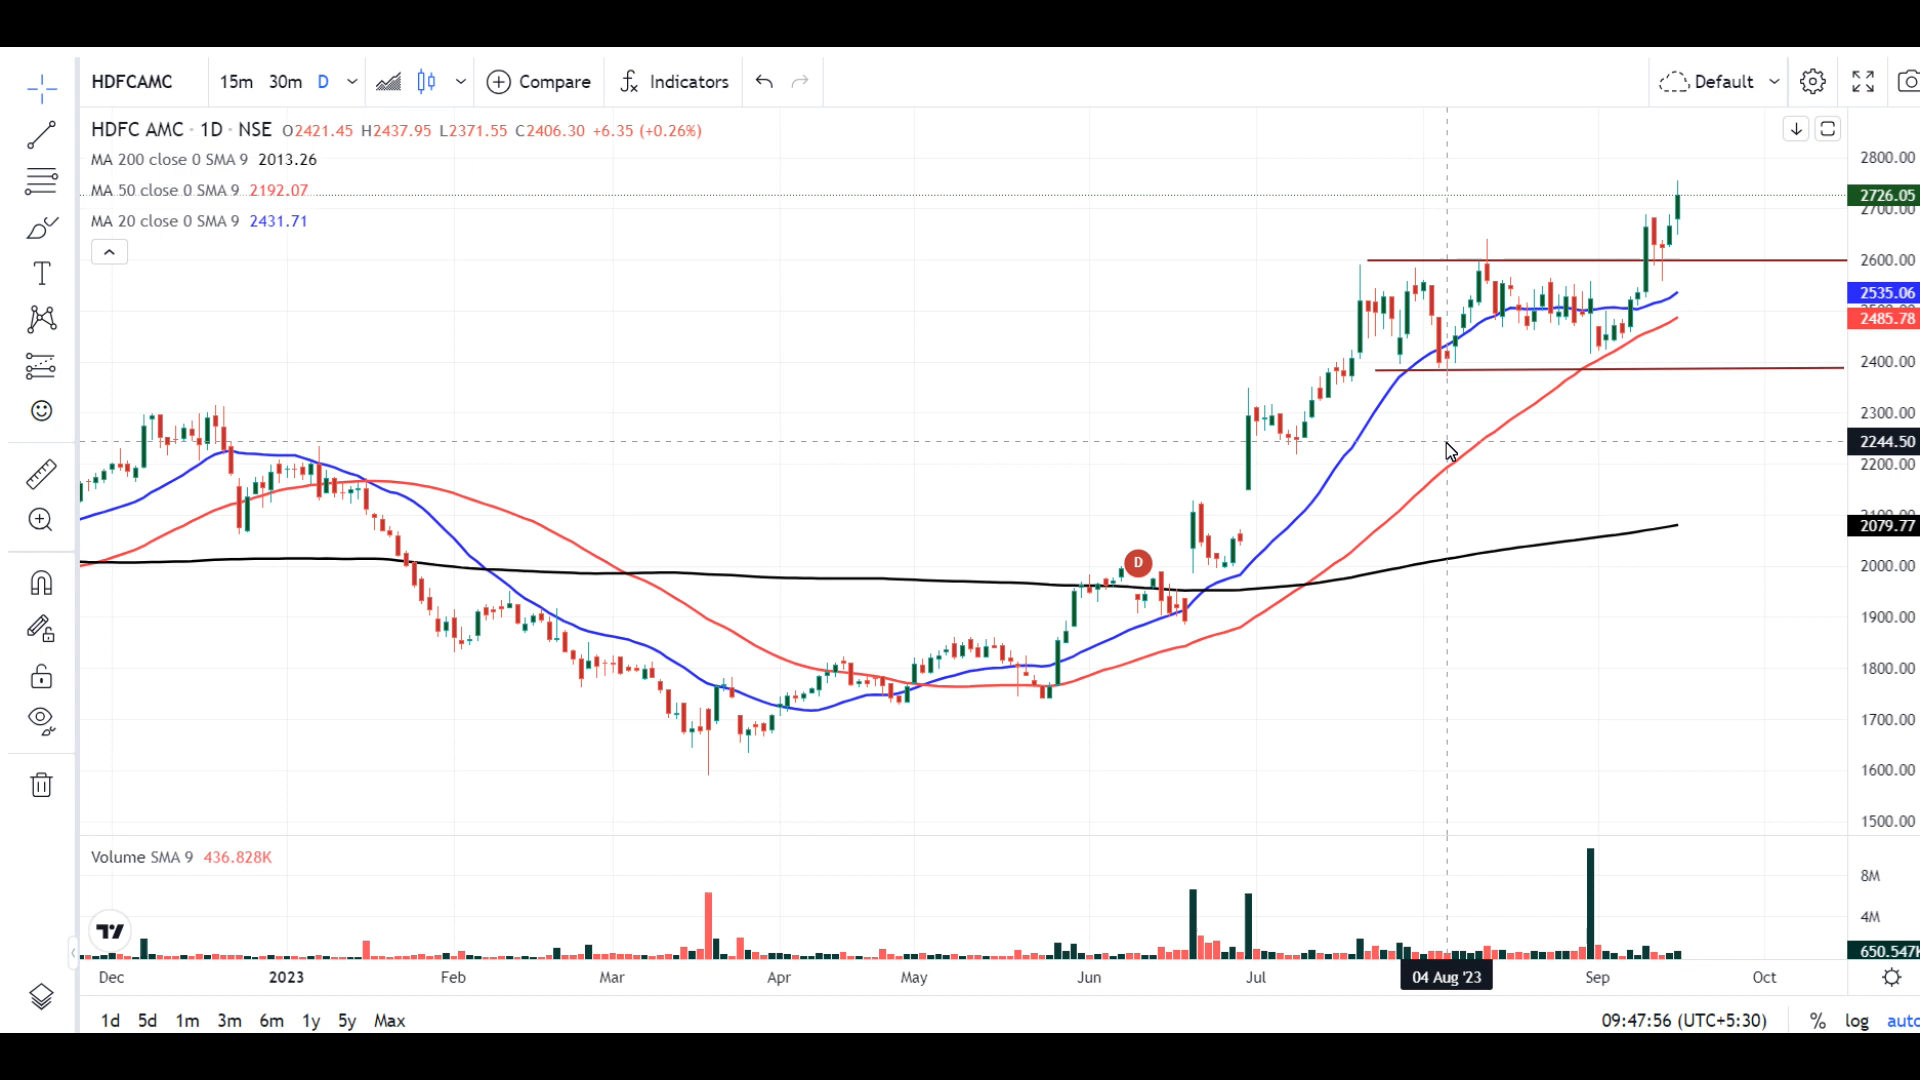 HDFCAMC 15m 30m D Compare Indicators Default
HDFC AMC · 1D · NSE O2421.45 H2437.95 L2371.55 C2406.30 +6.35 (+0.26%)
MA 200 close 0 SMA 9 2013.26
MA 50 close 0 SMA 9 2192.07
MA 20 close 0 SMA 9 2431.71
2800.00
2726.05
2700.00
2600.00
2535.06
2485.78
2400.00
2300.00
2244.50
2200.00
2079.77
2000.00
1900.00
1800.00
1700.00
1600.00
1500.00
D
Volume SMA 9 436.828K
8M
4M
650.547K
Dec 2023 Feb Mar Apr May Jun Jul 04 Aug '23 Sep Oct
1d 5d 1m 3m 6m 1y 5y Max 09:47:56 (UTC+5:30) % log auto